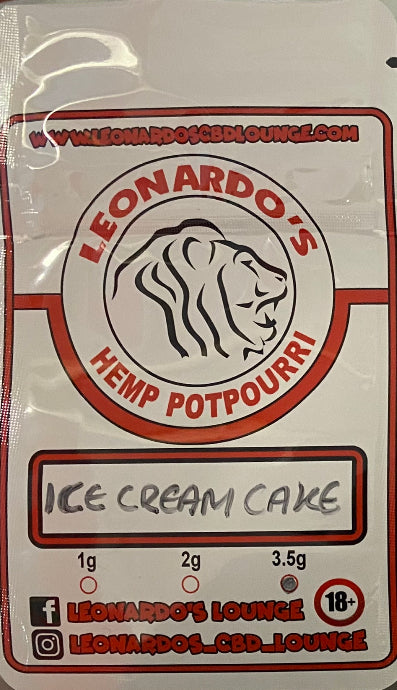 WWW.LEONARDOSCBDLOUNGE.COM
LEONARDO'S
HEMP POTPOURRI
ICE CREAM CAKE
1g 2g 3.5g
f LEONARDO'S LOUNGE 18+
LEONARDOS_CBD_LOUNGE